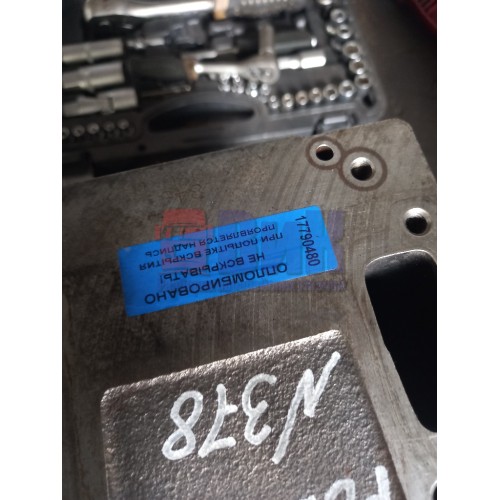 ОПЛОМБИРОВАНО
НЕ ВСКРЫВАТЬ!
ПРИ ПОПЫТКЕ ВСКРЫТИЯ
ПРОЯВЛЯЕТСЯ НАДПИСЬ
17790480
N378